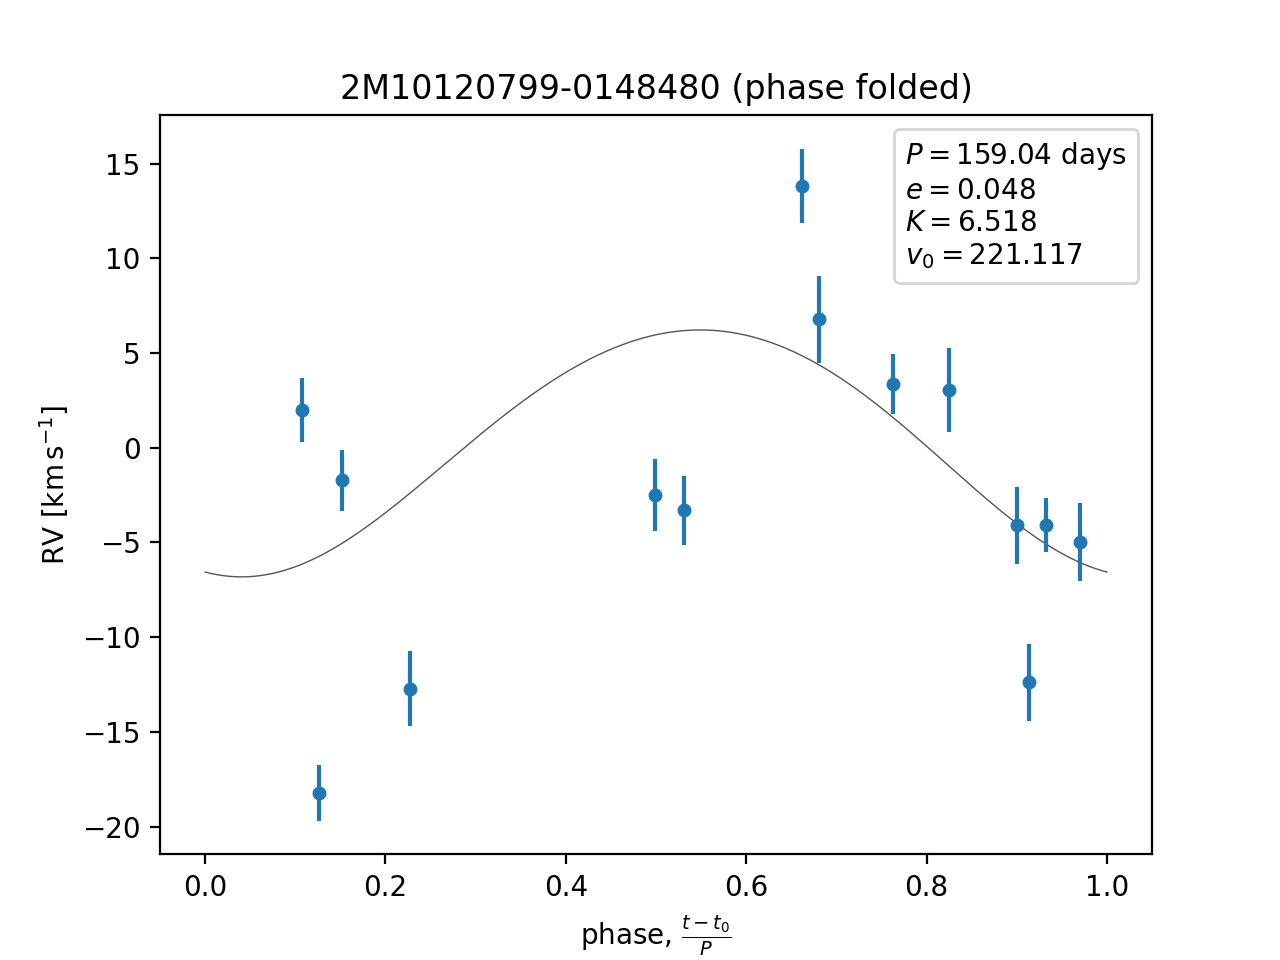 2M10120799-0148480 (phase folded)
P = 159.04 days
e = 0.048
K = 6.518
v₀ = 221.117
RV [km s⁻¹]
15
10
5
0
−5
−10
−15
−20
0.0 0.2 0.4 0.6 0.8 1.0
phase, (t − t₀)/P